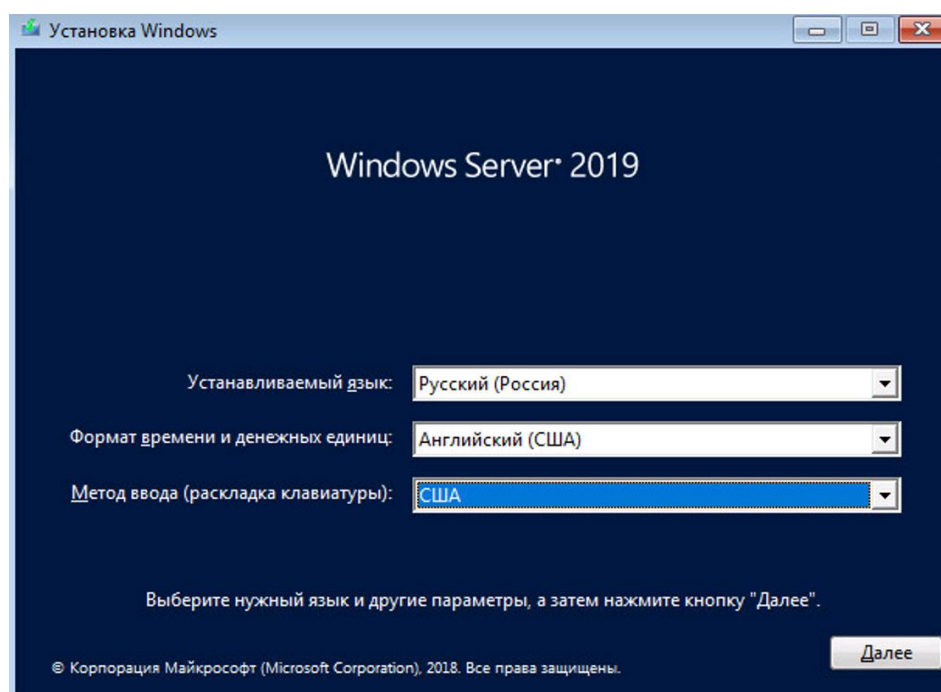 Установка Windows
Windows Server® 2019
Устанавливаемый язык: Русский (Россия)
Формат времени и денежных единиц: Английский (США)
Метод ввода (раскладка клавиатуры): США
Выберите нужный язык и другие параметры, а затем нажмите кнопку "Далее".
Далее
© Корпорация Майкрософт (Microsoft Corporation), 2018. Все права защищены.